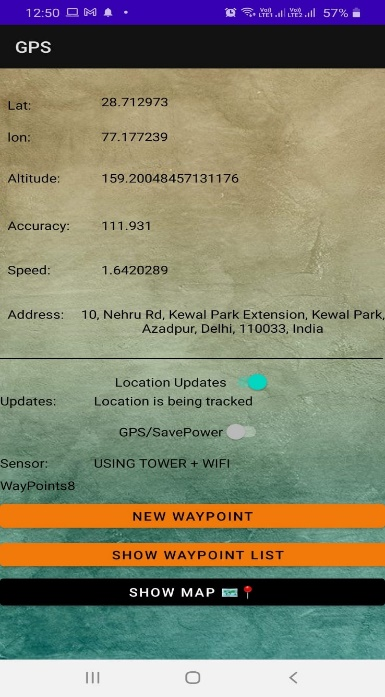 12:50 57%
GPS
Lat: 28.712973
lon: 77.177239
Altitude: 159.20048457131176
Accuracy: 111.931
Speed: 1.6420289
Address: 10, Nehru Rd, Kewal Park Extension, Kewal Park,
Azadpur, Delhi, 110033, India
Location Updates
Updates: Location is being tracked
GPS/SavePower
Sensor: USING TOWER + WIFI
WayPoints8
NEW WAYPOINT
SHOW WAYPOINT LIST
SHOW MAP